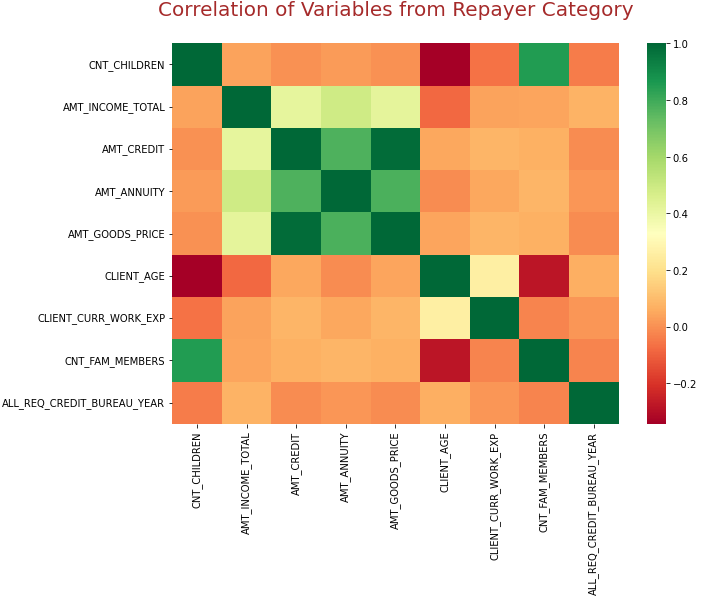 Correlation of Variables from Repayer Category
CNT_CHILDREN
AMT_INCOME_TOTAL
AMT_CREDIT
AMT_ANNUITY
AMT_GOODS_PRICE
CLIENT_AGE
CLIENT_CURR_WORK_EXP
CNT_FAM_MEMBERS
ALL_REQ_CREDIT_BUREAU_YEAR
CNT_CHILDREN
AMT_INCOME_TOTAL
AMT_CREDIT
AMT_ANNUITY
AMT_GOODS_PRICE
CLIENT_AGE
CLIENT_CURR_WORK_EXP
CNT_FAM_MEMBERS
ALL_REQ_CREDIT_BUREAU_YEAR
1.0
0.8
0.6
0.4
0.2
0.0
−0.2